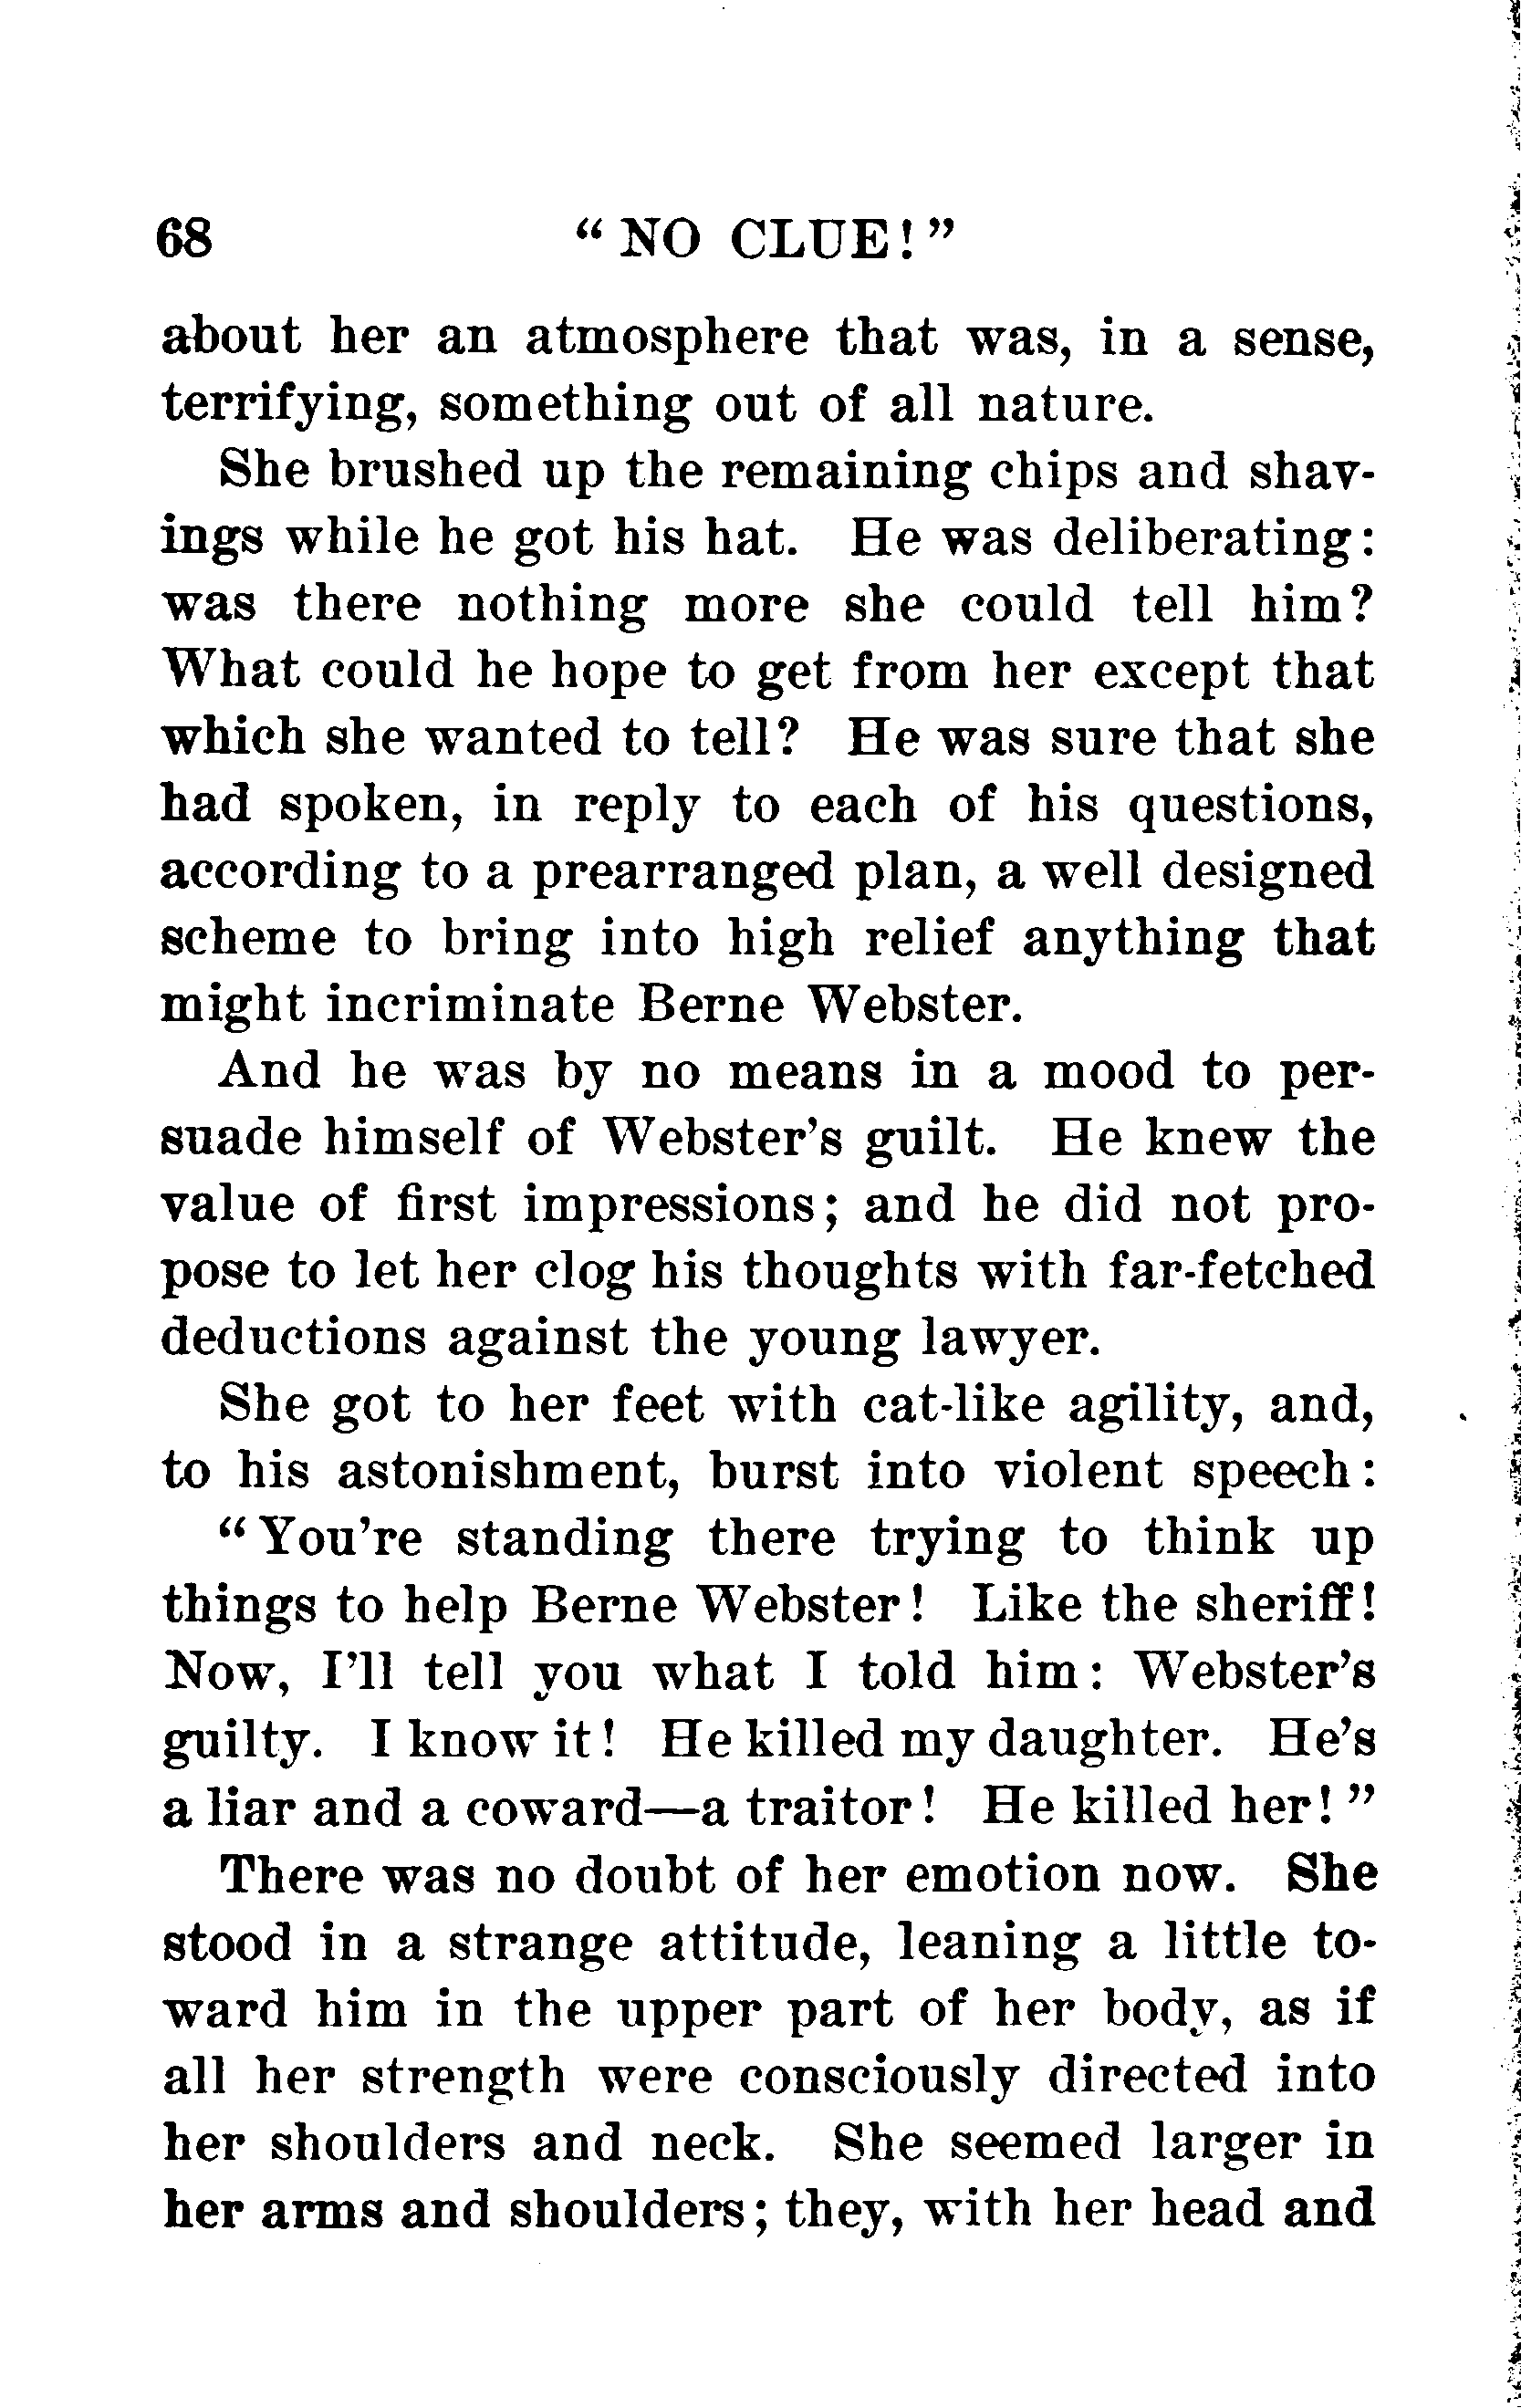 68 “ NO CLUE! ”
about her an atmosphere that was, in a sense,
terrifying, something out of all nature.
She brushed up the remaining chips and shav-
ings while he got his hat. He was deliberating:
was there nothing more she could tell him?
What could he hope to get from her except that
which she wanted to tell? He was sure that she
had spoken, in reply to each of his questions,
according to a prearranged plan, a well designed
scheme to bring into high relief anything that
might incriminate Berne Webster.
And he was by no means in a mood to per-
suade himself of Webster’s guilt. He knew the
value of first impressions; and he did not pro-
pose to let her clog his thoughts with far-fetched
deductions against the young lawyer.
She got to her feet with cat-like agility, and,
to his astonishment, burst into violent speech:
“ You’re standing there trying to think up
things to help Berne Webster! Like the sheriff!
Now, I’ll tell you what I told him: Webster’s
guilty. I know it! He killed my daughter. He’s
a liar and a coward—a traitor! He killed her! ”
There was no doubt of her emotion now. She
stood in a strange attitude, leaning a little to-
ward him in the upper part of her body, as if
all her strength were consciously directed into
her shoulders and neck. She seemed larger in
her arms and shoulders; they, with her head and